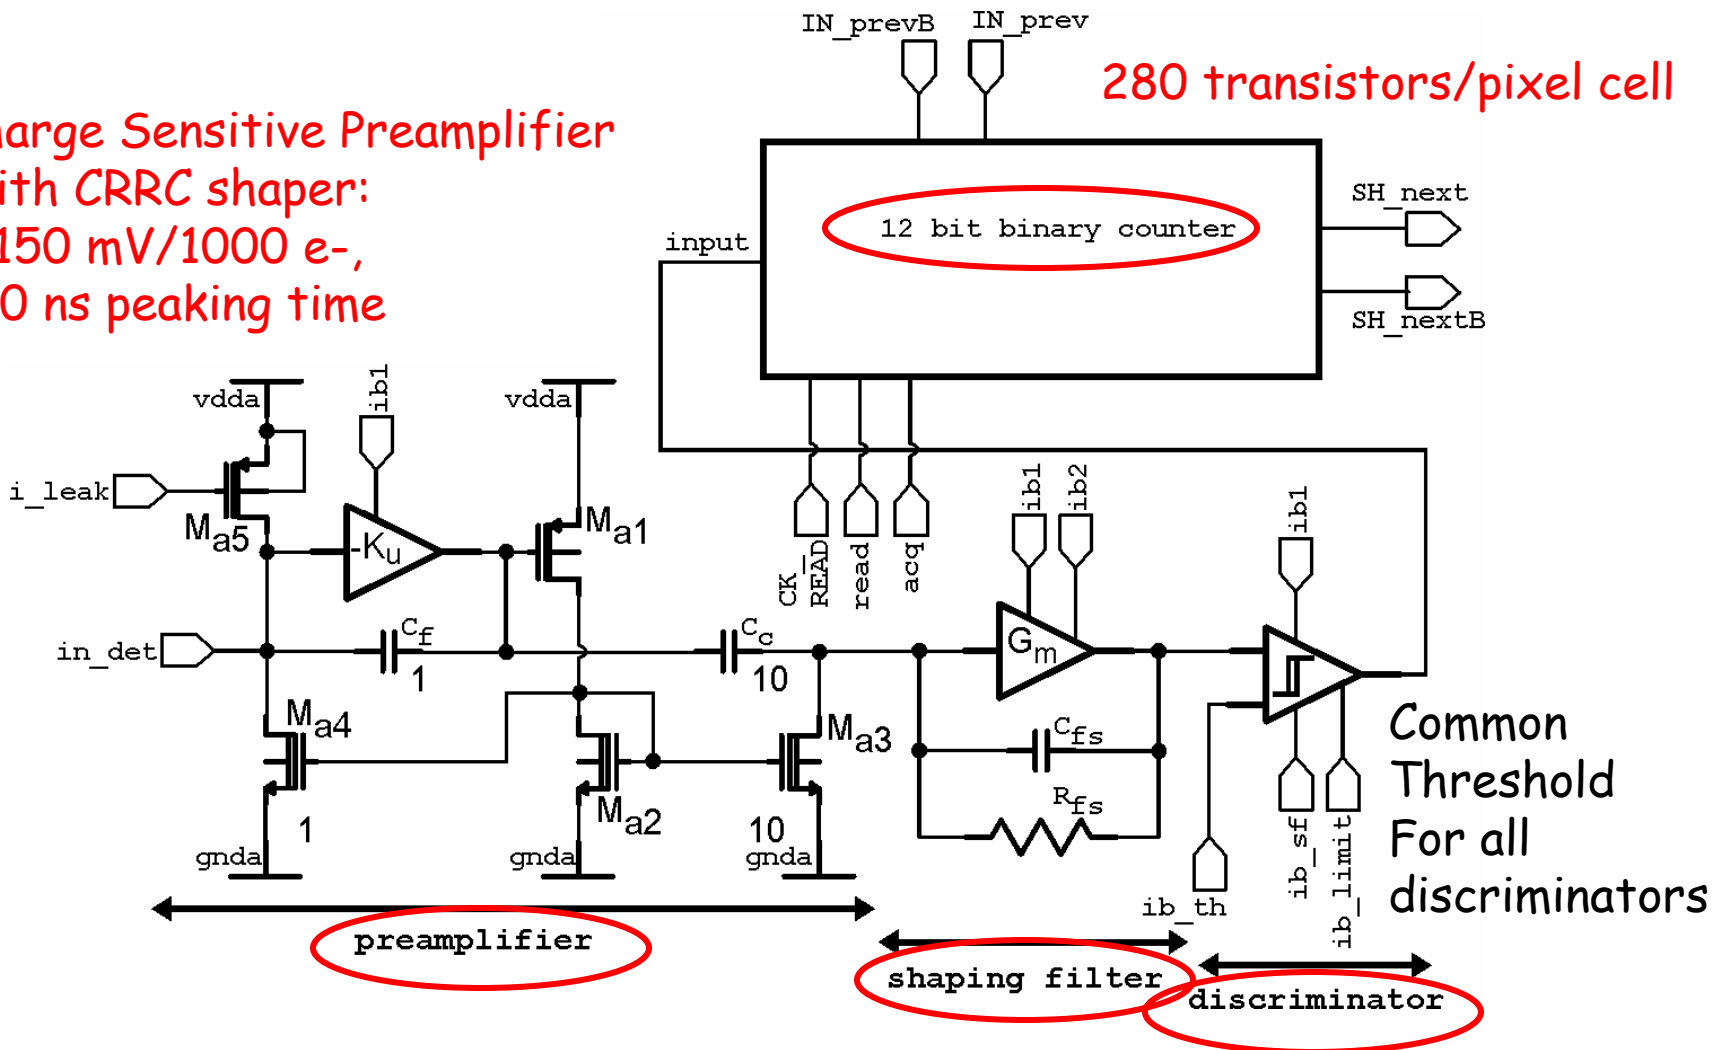 IN_prevB IN_prev
280 transistors/pixel cell
arge Sensitive Preamplifier
ith CRRC shaper:
150 mV/1000 e-,
0 ns peaking time
12 bit binary counter
input
SH_next
SH_nextB
vdda
ib1
vdda
i_leak
Ma5
-Ku
Ma1
CK_READ
read
acq
ib1
ib2
ib1
in_det
Cf
1
Cc
10
Gm
Ma4
1
Ma2
Ma3
10
Cfs
Rfs
gnda
gnda
gnda
ib_th
ib_sf
ib_limit
Common
Threshold
For all
discriminators
preamplifier
shaping filter
discriminator